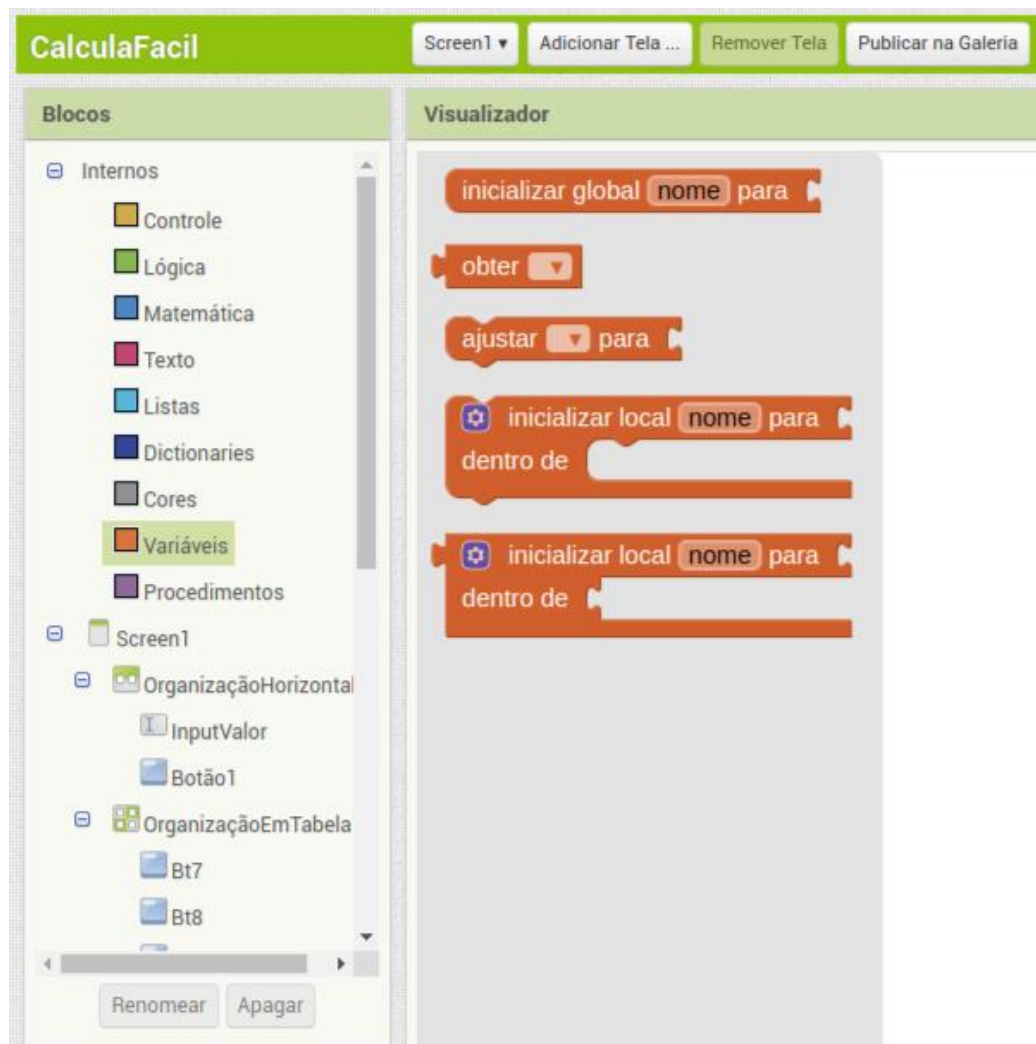 CalculaFacil
Screen1
Adicionar Tela ...
Remover Tela
Publicar na Galeria
Blocos
Internos
Controle
Lógica
Matemática
Texto
Listas
Dictionaries
Cores
Variáveis
Procedimentos
Screen1
OrganizaçãoHorizontal
InputValor
Botão1
OrganizaçãoEmTabela
Bt7
Bt8
Renomear
Apagar
Visualizador
inicializar global nome para
obter
ajustar para
inicializar local nome para
dentro de
inicializar local nome para
dentro de